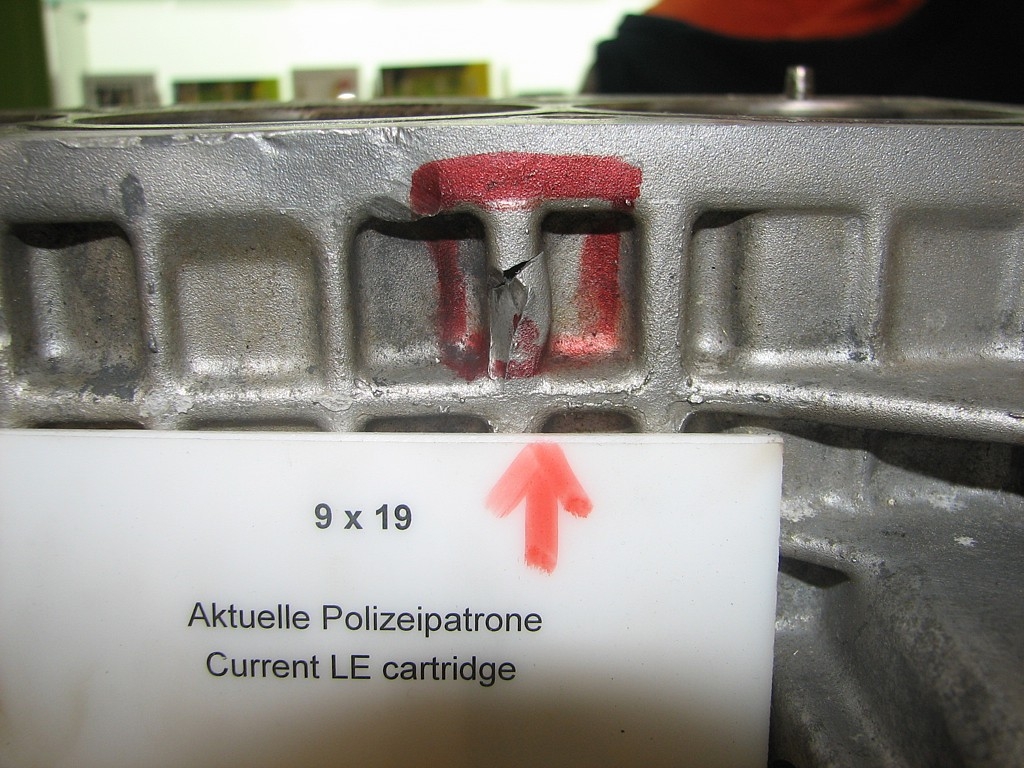 9 x 19
Aktuelle Polizeipatrone
Current LE cartridge